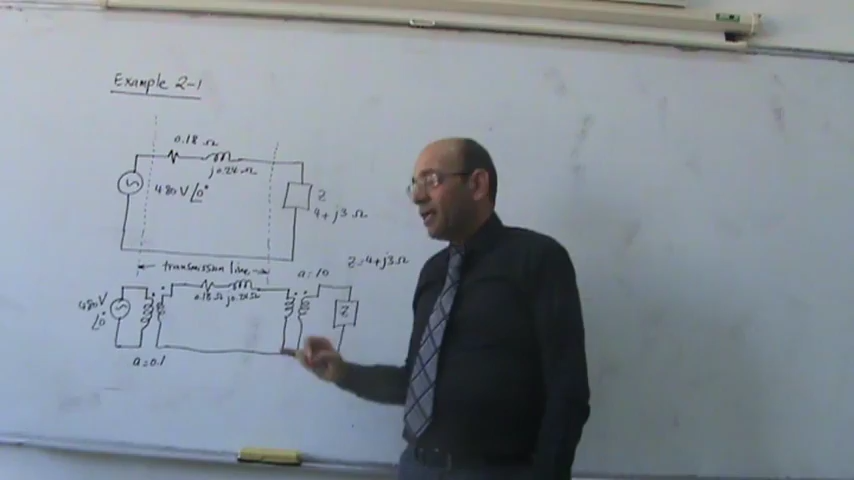 Example 2-1
0.18 Ω
j0.24 Ω
480 V ∠0°
Z
4+j3 Ω
transmission line
a=10
Z=4+j3Ω
480V
∠0°
0.18 Ω j0.24 Ω
Z
a=0.1